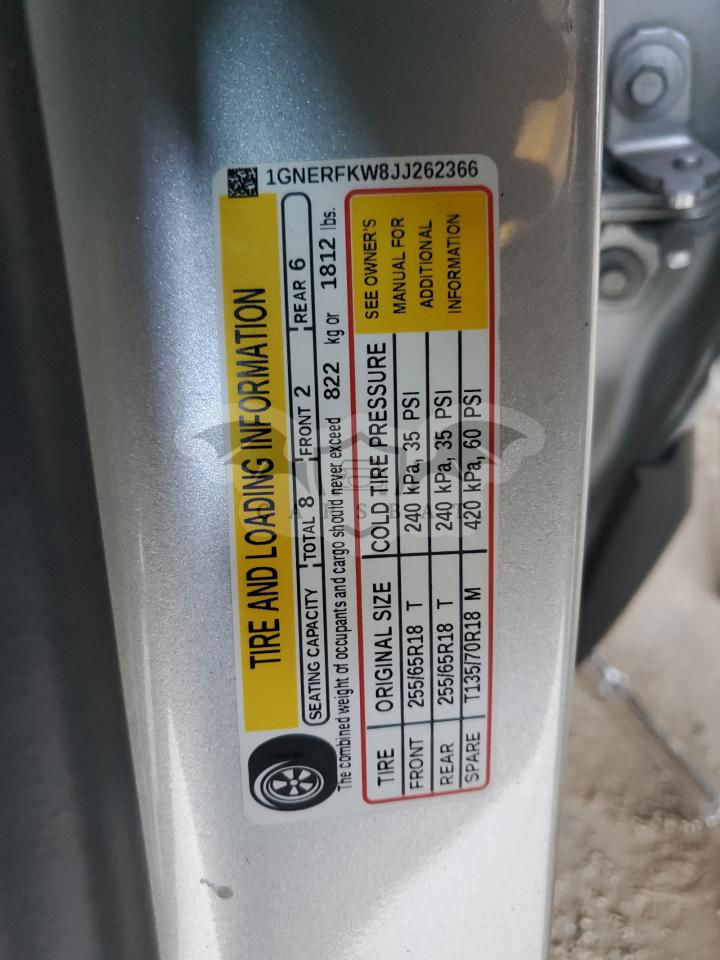 1GNERFKW8JJ262366
TIRE AND LOADING INFORMATION
SEATING CAPACITY TOTAL 8 FRONT 2 REAR 6
The combined weight of occupants and cargo should never exceed 822 kg or 1812 lbs.
TIRE ORIGINAL SIZE COLD TIRE PRESSURE
FRONT 255/65R18 T 240 kPa, 35 PSI
REAR 255/65R18 T 240 kPa, 35 PSI
SPARE T135/70R18 M 420 kPa, 60 PSI
SEE OWNER'S
MANUAL FOR
ADDITIONAL
INFORMATION
CARSBAT